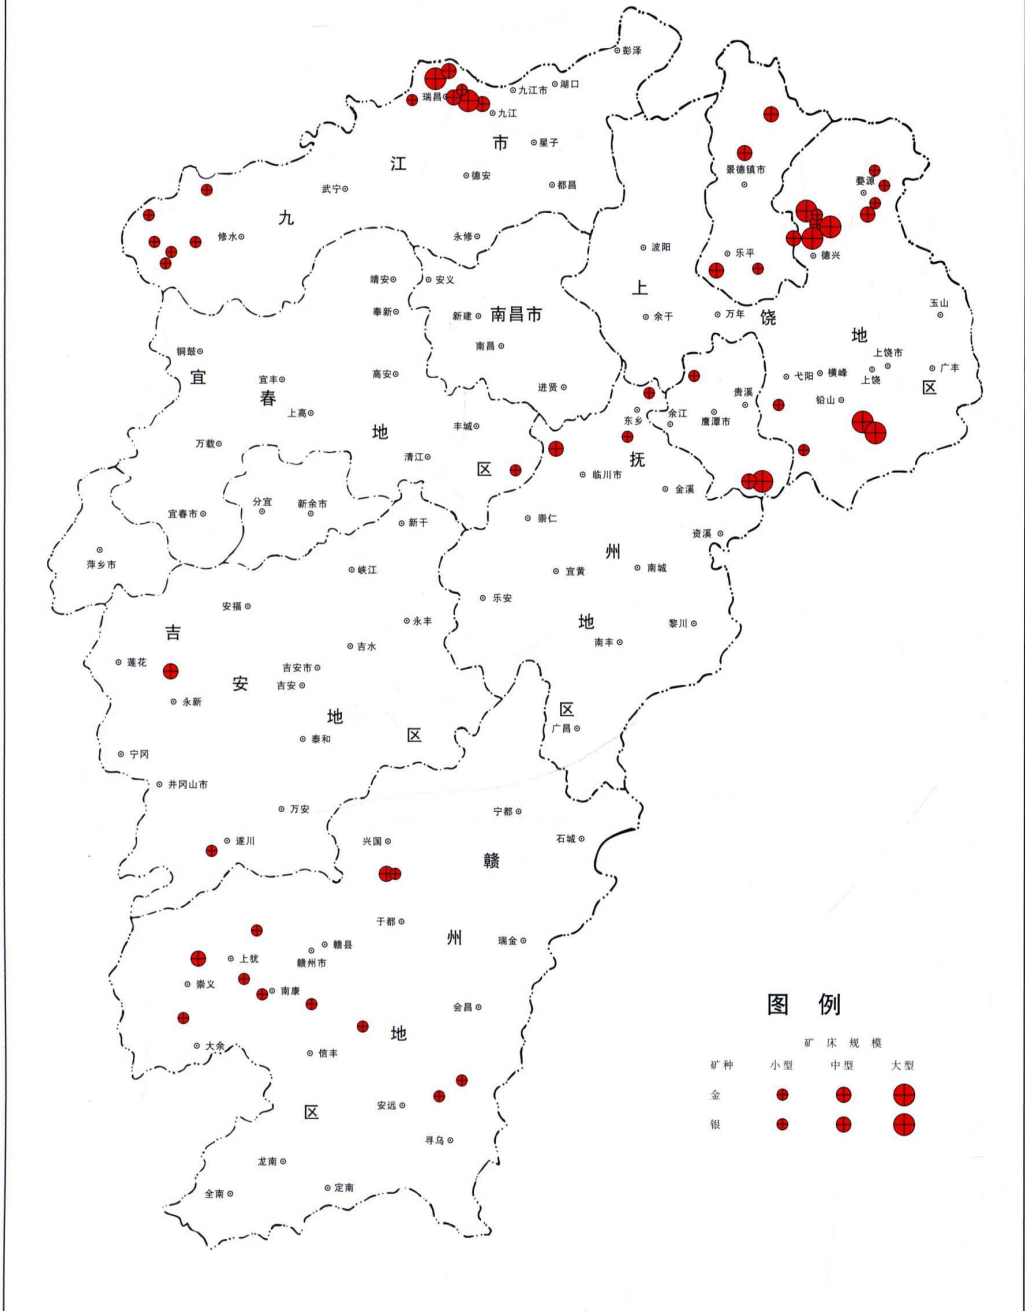 彭泽
湖口
九江市
瑞昌
九江
市
星子
江
景德镇市
德安
婺源
都昌
武宁
九
修水
永修
波阳
乐平
德兴
靖安
安义
上
玉山
奉新
新建
南昌市
余干
万年
饶
地
南昌
铜鼓
上饶市
宜
宜丰
高安
弋阳
横峰
上饶
广丰
进贤
区
春
贵溪
铅山
上高
东乡
余江
鹰潭市
丰城
地
万载
清江
区
抚
临川市
金溪
分宜
新余市
宜春市
新干
崇仁
资溪
州
萍乡市
峡江
宜黄
南城
安福
乐安
永丰
地
黎川
吉
南丰
吉水
莲花
吉安市
安
吉安
永新
地
区
区
广昌
泰和
宁冈
井冈山市
万安
宁都
遂川
兴国
石城
赣
于都
州
瑞金
赣县
上犹
赣州市
崇义
南康
会昌
图 例
地
大余
信丰
矿 床 规 模
矿种 小型 中型 大型
金
安远
区
银
寻乌
龙南
全南
定南